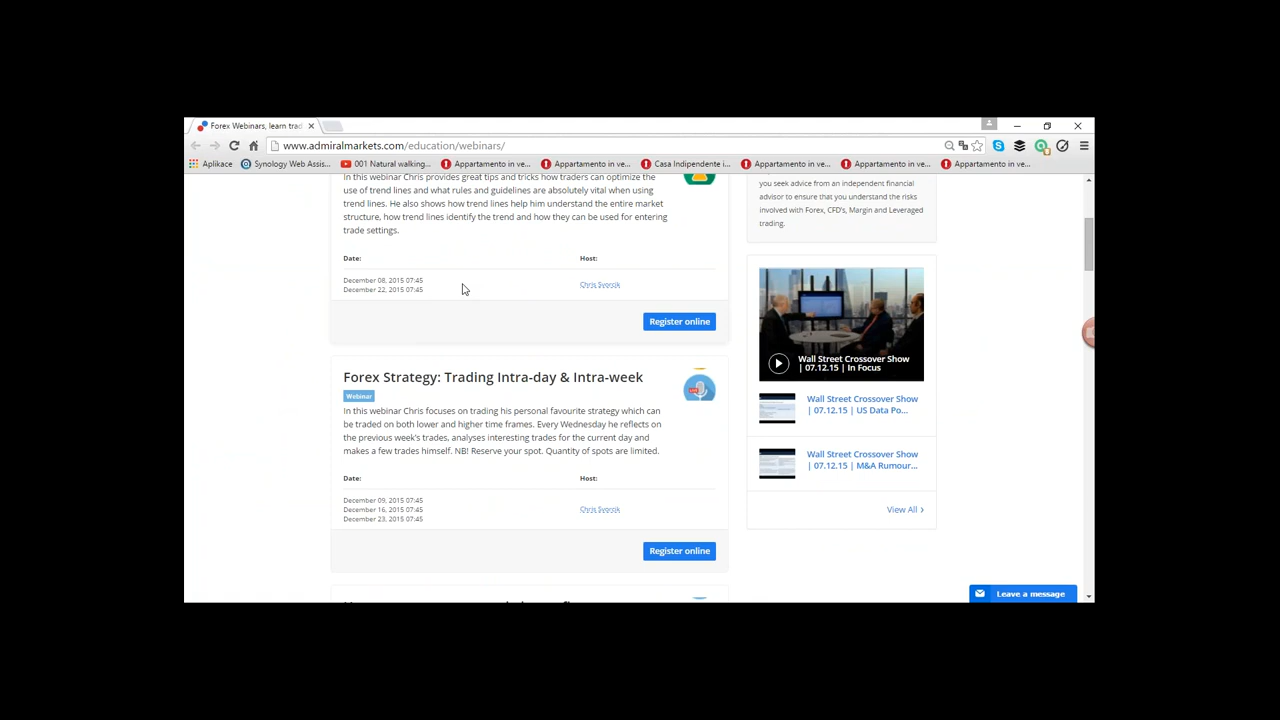 Forex Webinars, learn trad
www.admiralmarkets.com/education/webinars/
Aplikace
Synology Web Assis...
001 Natural walking...
Appartamento in ve...
Appartamento in ve...
Casa Indipendente i...
Appartamento in ve...
Appartamento in ve...
Appartamento in ve...
In this webinar Chris provides great tips and tricks how traders can optimize the
use of trend lines and what rules and guidelines are absolutely vital when using
trend lines. He also shows how trend lines help him understand the entire market
structure, how trend lines identify the trend and how they can be used for entering
trade settings.
Date:
Host:
December 08, 2015 07:45
December 22, 2015 07:45
Chris Svorcik
Register online
Forex Strategy: Trading Intra-day & Intra-week
Webinar
LIVE
In this webinar Chris focuses on trading his personal favourite strategy which can
be traded on both lower and higher time frames. Every Wednesday he reflects on
the previous week's trades, analyses interesting trades for the current day and
makes a few trades himself. NB! Reserve your spot. Quantity of spots are limited.
Date:
Host:
December 09, 2015 07:45
December 16, 2015 07:45
December 23, 2015 07:45
Chris Svorcik
Register online
you seek advice from an independent financial
advisor to ensure that you understand the risks
involved with Forex, CFD's, Margin and Leveraged
trading.
Wall Street Crossover Show
| 07.12.15 | In Focus
Wall Street Crossover Show
| 07.12.15 | US Data Po...
Wall Street Crossover Show
| 07.12.15 | M&A Rumour...
View All ›
Leave a message